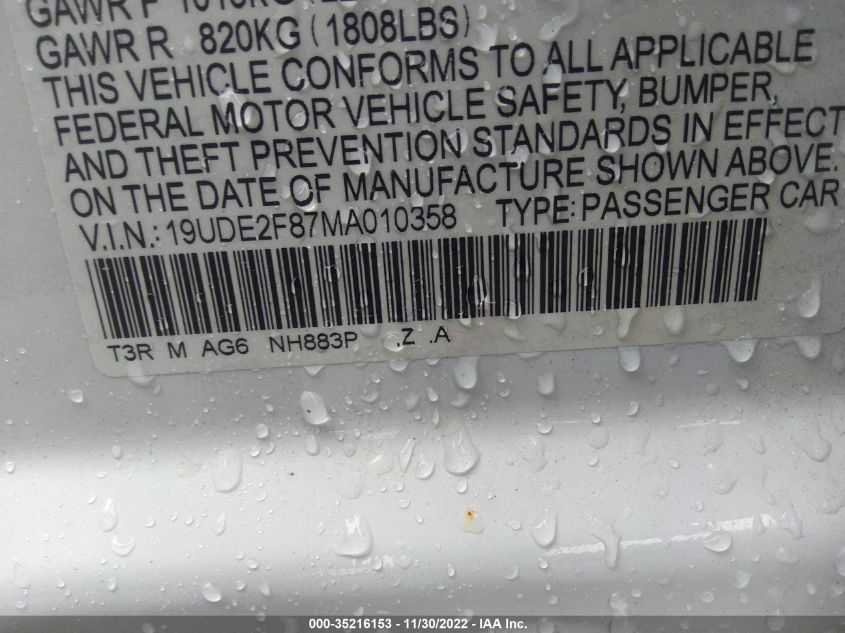 GAWR F
GAWR R 820KG (1808LBS)
THIS VEHICLE CONFORMS TO ALL APPLICABLE
FEDERAL MOTOR VEHICLE SAFETY, BUMPER,
AND THEFT PREVENTION STANDARDS IN EFFECT
ON THE DATE OF MANUFACTURE SHOWN ABOVE.
V.I.N.: 19UDE2F87MA010358 TYPE: PASSENGER CAR
T3R M AG6 NH883P .Z .A
000-35216153 — 11/30/2022 — IAA Inc.